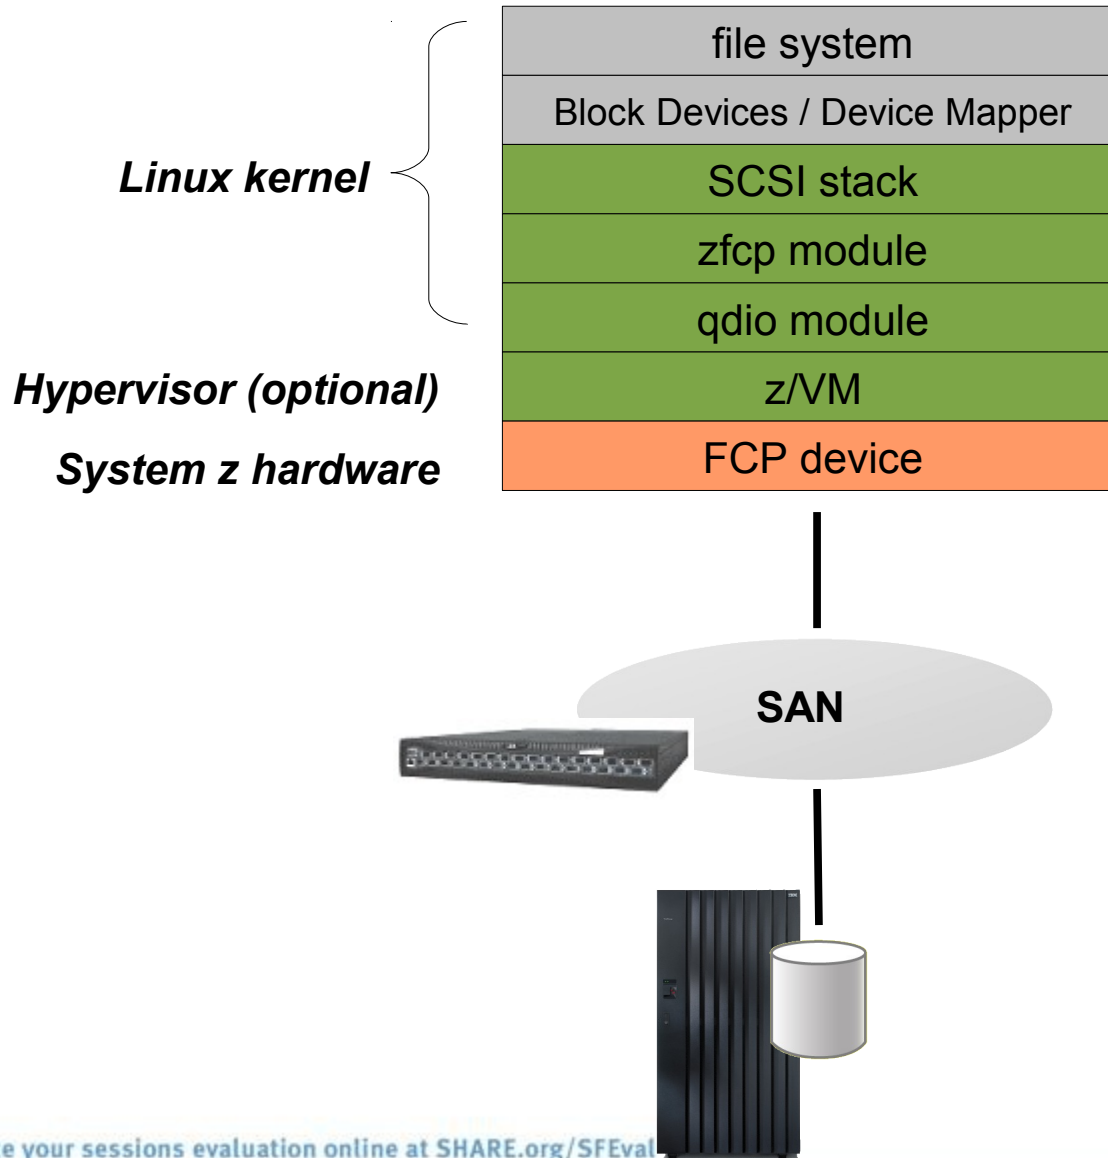 file system
Block Devices / Device Mapper
Linux kernel
SCSI stack
zfcp module
qdio module
Hypervisor (optional)
z/VM
System z hardware
FCP device
SAN
e your sessions evaluation online at SHARE.org/SFEval